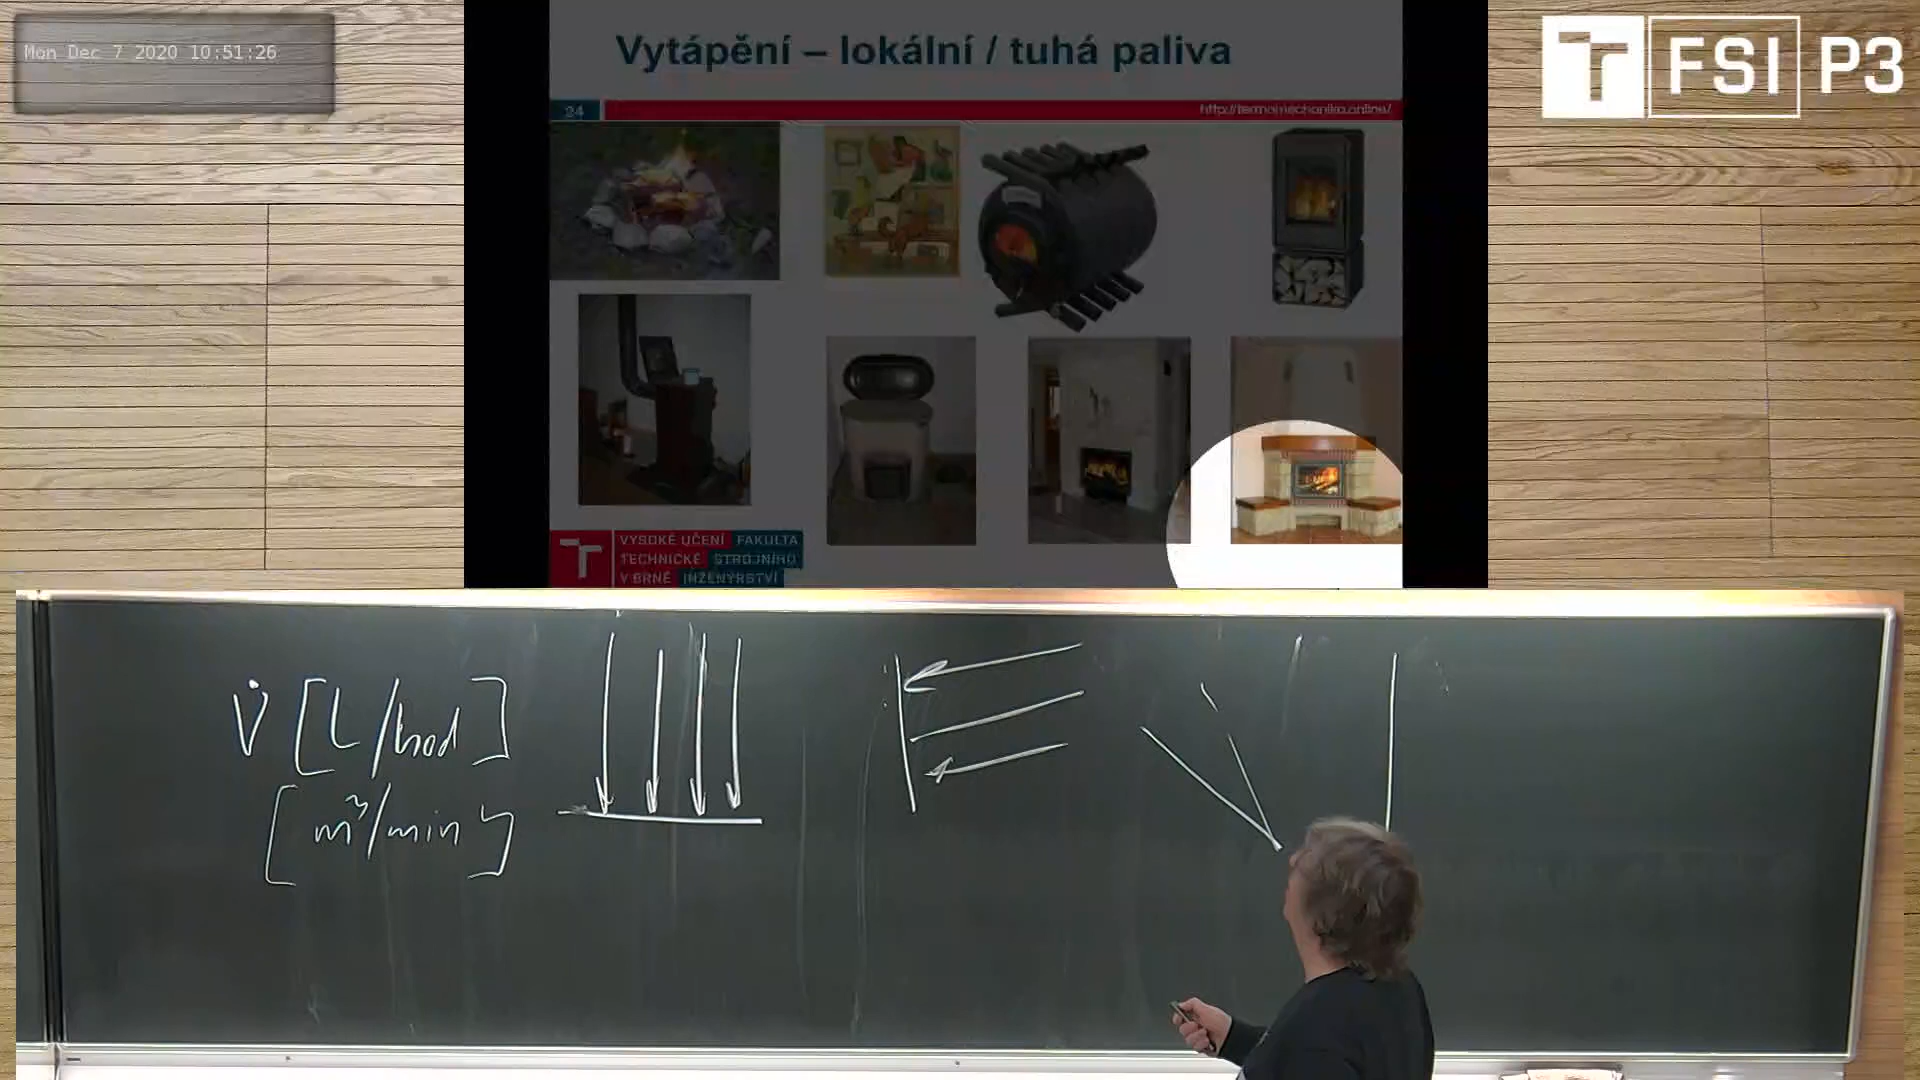 Mon Dec 7 2020 10:51:26
Vytápění – lokální / tuhá paliva
FSI P3
24
http://termomechanika.online/
VYSOKÉ UČENÍ FAKULTA
TECHNICKÉ STROJNÍHO
V BRNĚ INŽENÝRSTVÍ
V̇ [L/hod]
[m³/min]